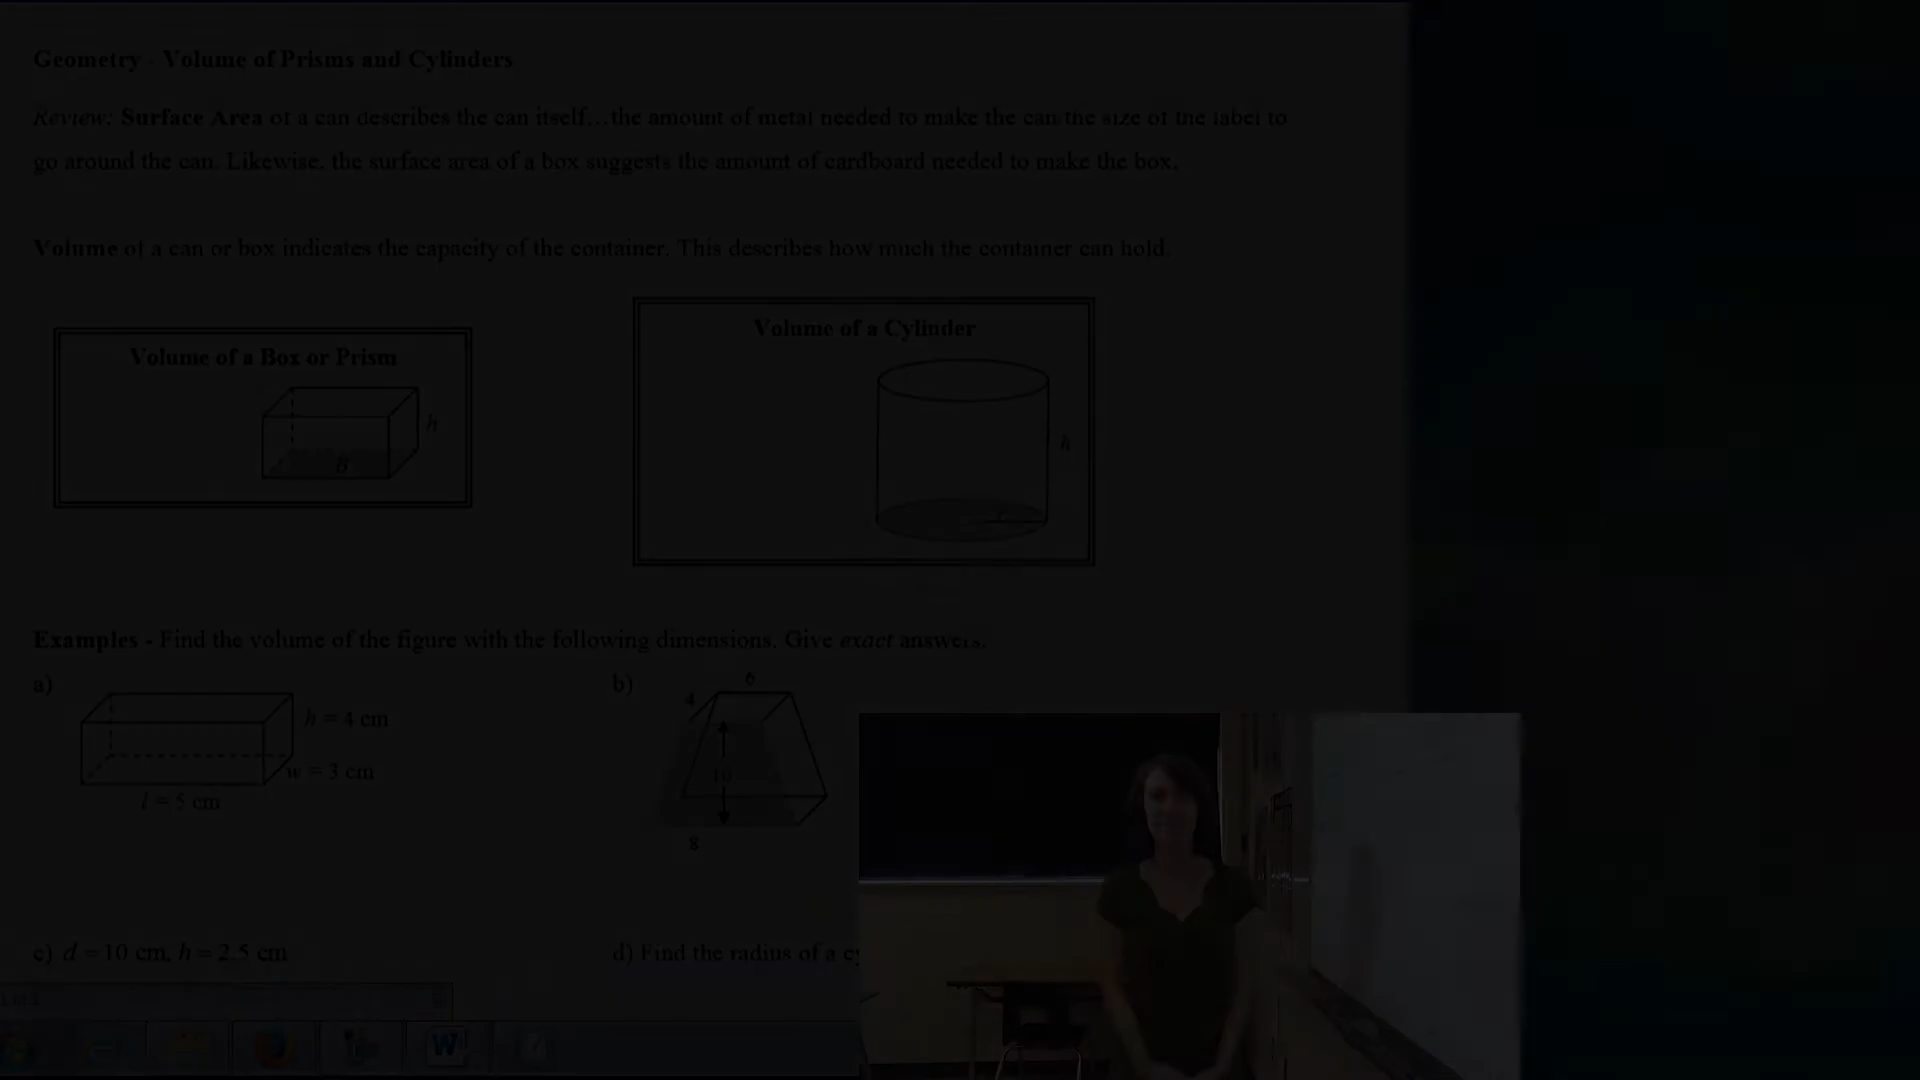 Geometry - Volume of Prisms and Cylinders
Review: Surface Area of a can describes the can itself…the amount of metal needed to make the can/the size of the label to
go around the can. Likewise, the surface area of a box suggests the amount of cardboard needed to make the box.
Volume of a can or box indicates the capacity of the container. This describes how much the container can hold.
Volume of a Box or Prism
h
B
Volume of a Cylinder
h
r
Examples - Find the volume of the figure with the following dimensions. Give exact answers.
a)
h = 4 cm
w = 3 cm
l = 5 cm
b)
6
4
10
8
c) d = 10 cm, h = 2.5 cm
d) Find the radius of a cy
W